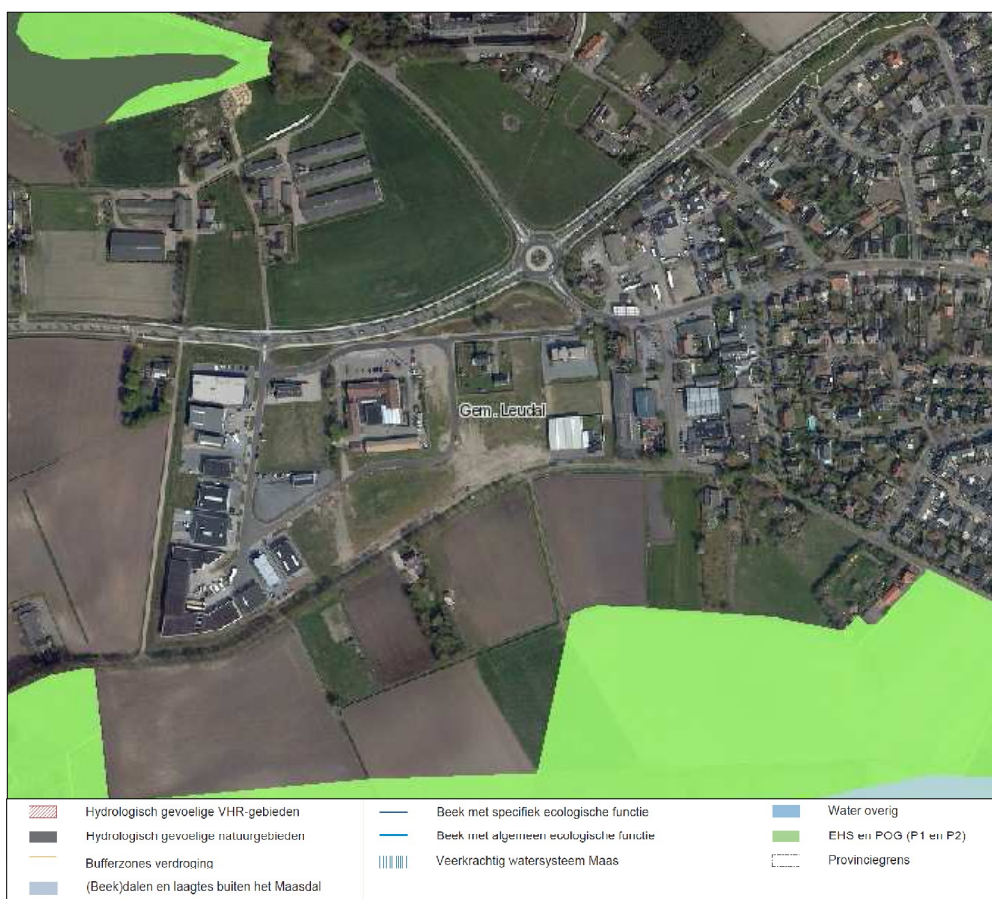 Gem. Leudal
Hydrologisch gevoelige VHR-gebieden
Hydrologisch gevoelige natuurgebieden
Bufferzones verdroging
(Beek)dalen en laagtes buiten het Maasdal
Beek met specifiek ecologische functie
Beek met algemeen ecologische functie
Veerkrachtig watersysteem Maas
Water overig
EHS en POG (P1 en P2)
Provinciegrens